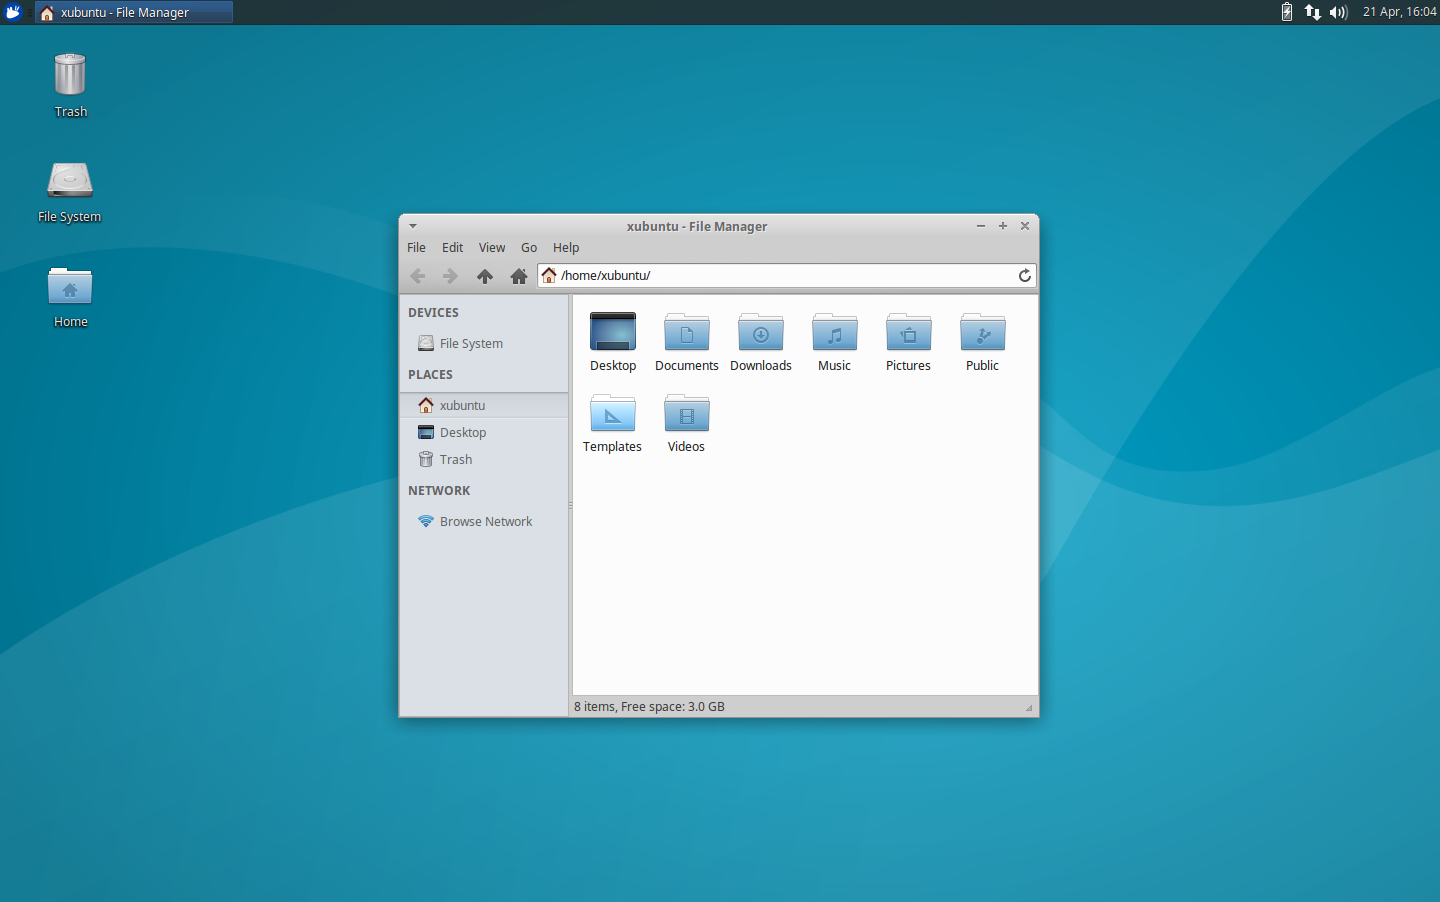 xubuntu - File Manager
21 Apr, 16:04
Trash
File System
Home
xubuntu - File Manager
File Edit View Go Help
/home/xubuntu/
DEVICES
File System
PLACES
xubuntu
Desktop
Trash
NETWORK
Browse Network
Desktop Documents Downloads Music Pictures Public
Templates Videos
8 items, Free space: 3.0 GB